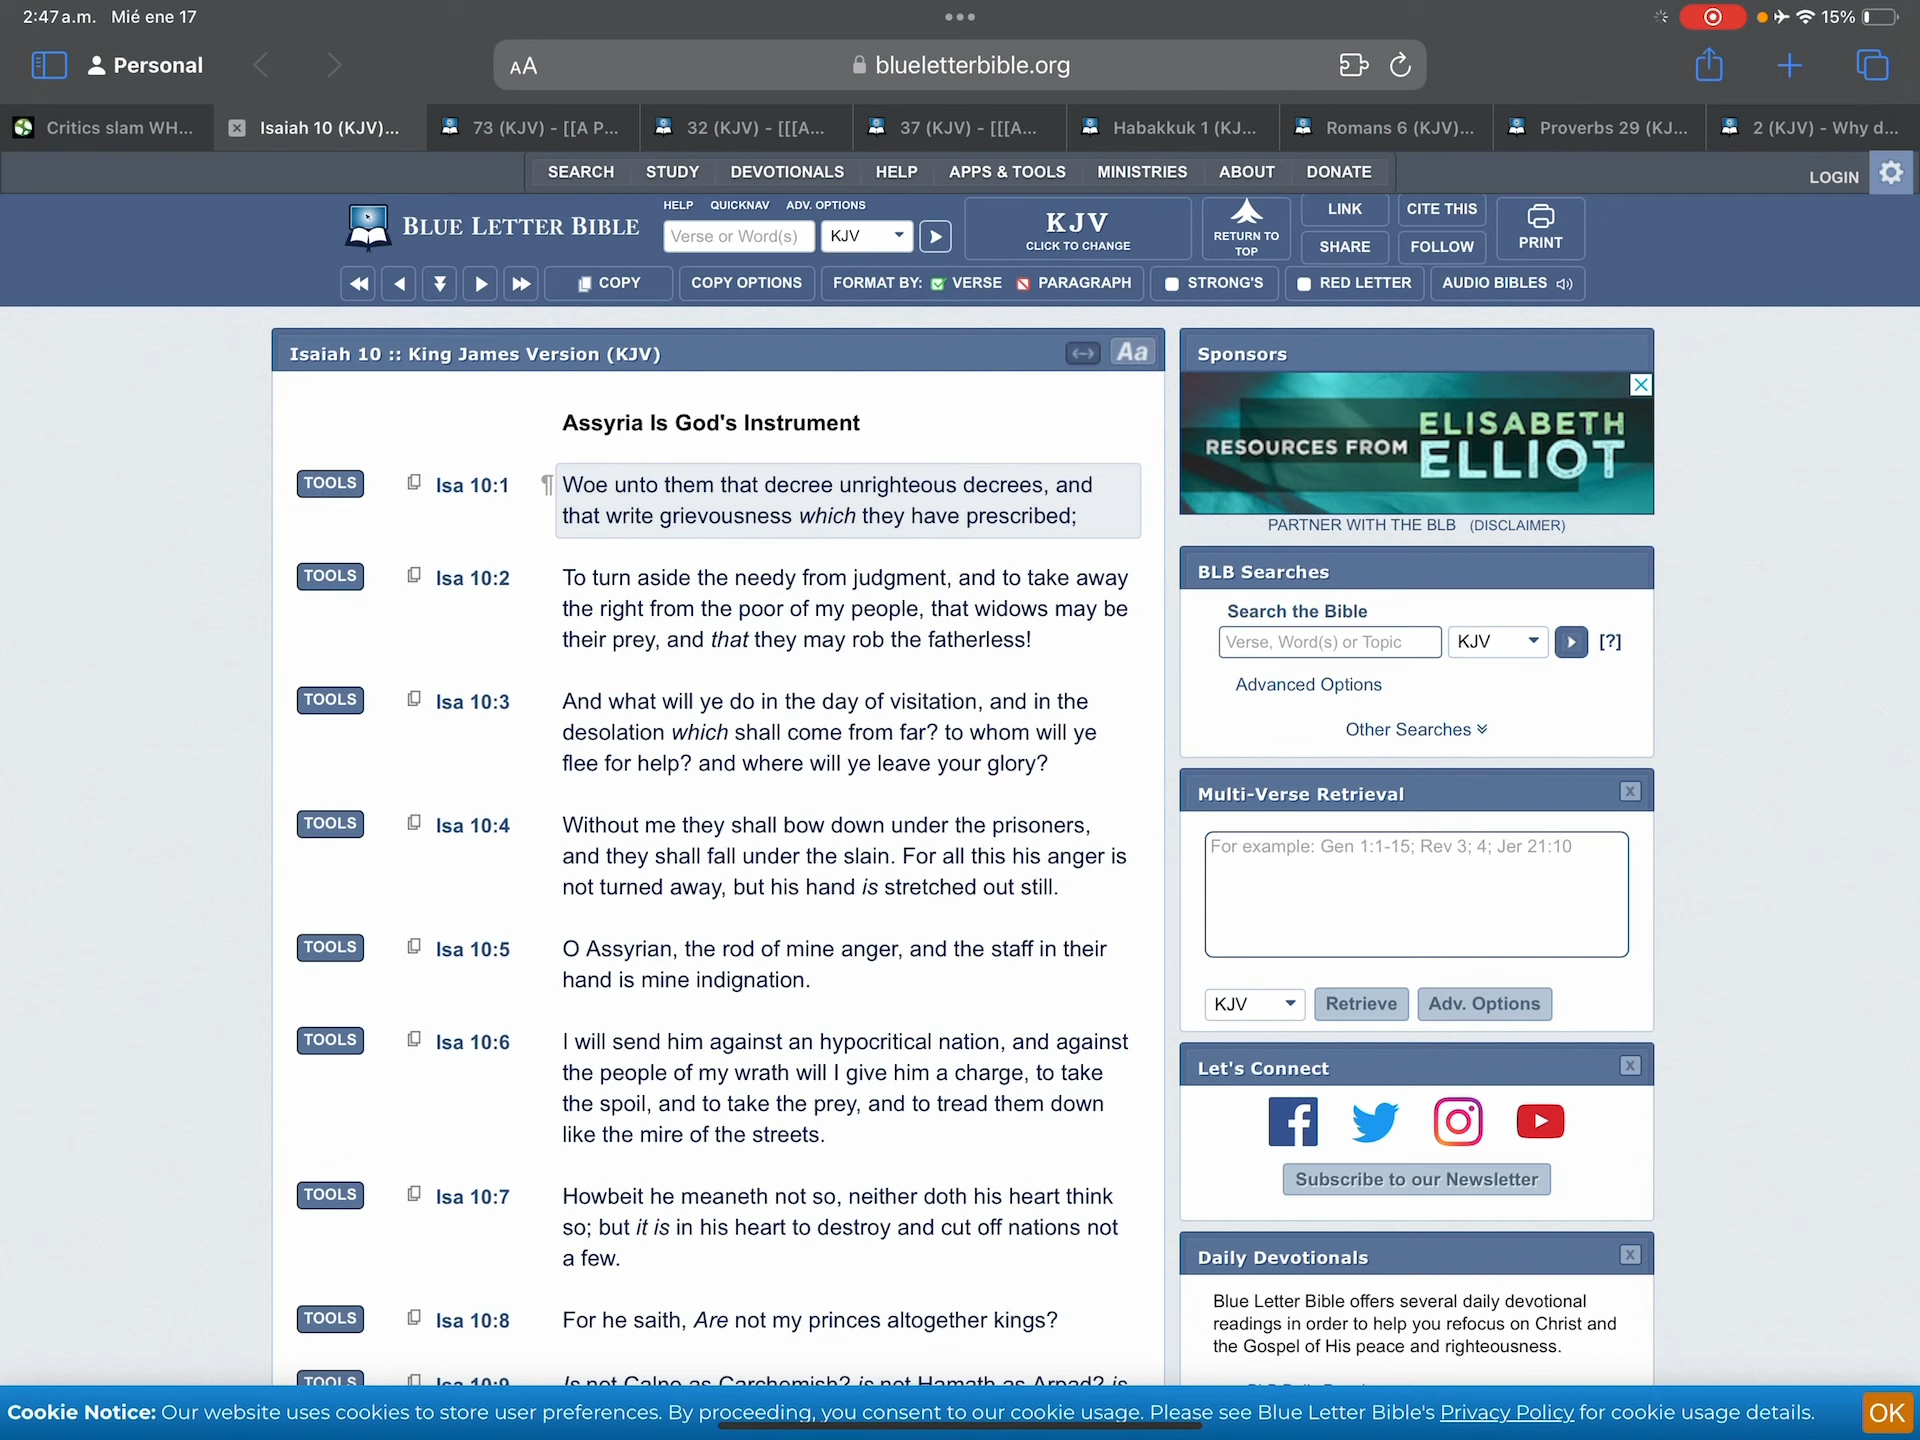 2:47 a.m. Mié ene 17
15%
Personal
AA
blueletterbible.org
Critics slam WH...
Isaiah 10 (KJV)...
73 (KJV) - [[A P...
32 (KJV) - [[[A...
37 (KJV) - [[[A...
Habakkuk 1 (KJ...
Romans 6 (KJV)...
Proverbs 29 (KJ...
2 (KJV) - Why d...
SEARCH STUDY DEVOTIONALS HELP APPS & TOOLS MINISTRIES ABOUT DONATE
LOGIN
BLUE LETTER BIBLE
HELP QUICKNAV ADV. OPTIONS
Verse or Word(s) KJV
KJV
CLICK TO CHANGE
RETURN TO
TOP
LINK CITE THIS
SHARE FOLLOW
PRINT
COPY COPY OPTIONS FORMAT BY: VERSE PARAGRAPH STRONG'S RED LETTER AUDIO BIBLES
Isaiah 10 :: King James Version (KJV)
Aa
Assyria Is God's Instrument
TOOLS Isa 10:1 ¶ Woe unto them that decree unrighteous decrees, and
that write grievousness which they have prescribed;
TOOLS Isa 10:2 To turn aside the needy from judgment, and to take away
the right from the poor of my people, that widows may be
their prey, and that they may rob the fatherless!
TOOLS Isa 10:3 And what will ye do in the day of visitation, and in the
desolation which shall come from far? to whom will ye
flee for help? and where will ye leave your glory?
TOOLS Isa 10:4 Without me they shall bow down under the prisoners,
and they shall fall under the slain. For all this his anger is
not turned away, but his hand is stretched out still.
TOOLS Isa 10:5 O Assyrian, the rod of mine anger, and the staff in their
hand is mine indignation.
TOOLS Isa 10:6 I will send him against an hypocritical nation, and against
the people of my wrath will I give him a charge, to take
the spoil, and to take the prey, and to tread them down
like the mire of the streets.
TOOLS Isa 10:7 Howbeit he meaneth not so, neither doth his heart think
so; but it is in his heart to destroy and cut off nations not
a few.
TOOLS Isa 10:8 For he saith, Are not my princes altogether kings?
TOOLS Isa 10:9 Is not Calno as Carchemish? is not Hamath as Arpad? is
Sponsors
RESOURCES FROM ELISABETH
ELLIOT
PARTNER WITH THE BLB (DISCLAIMER)
BLB Searches
Search the Bible
Verse, Word(s) or Topic KJV [?]
Advanced Options
Other Searches
Multi-Verse Retrieval X
For example: Gen 1:1-15; Rev 3; 4; Jer 21:10
KJV Retrieve Adv. Options
Let's Connect X
Subscribe to our Newsletter
Daily Devotionals X
Blue Letter Bible offers several daily devotional
readings in order to help you refocus on Christ and
the Gospel of His peace and righteousness.
Cookie Notice: Our website uses cookies to store user preferences. By proceeding, you consent to our cookie usage. Please see Blue Letter Bible's Privacy Policy for cookie usage details.
OK